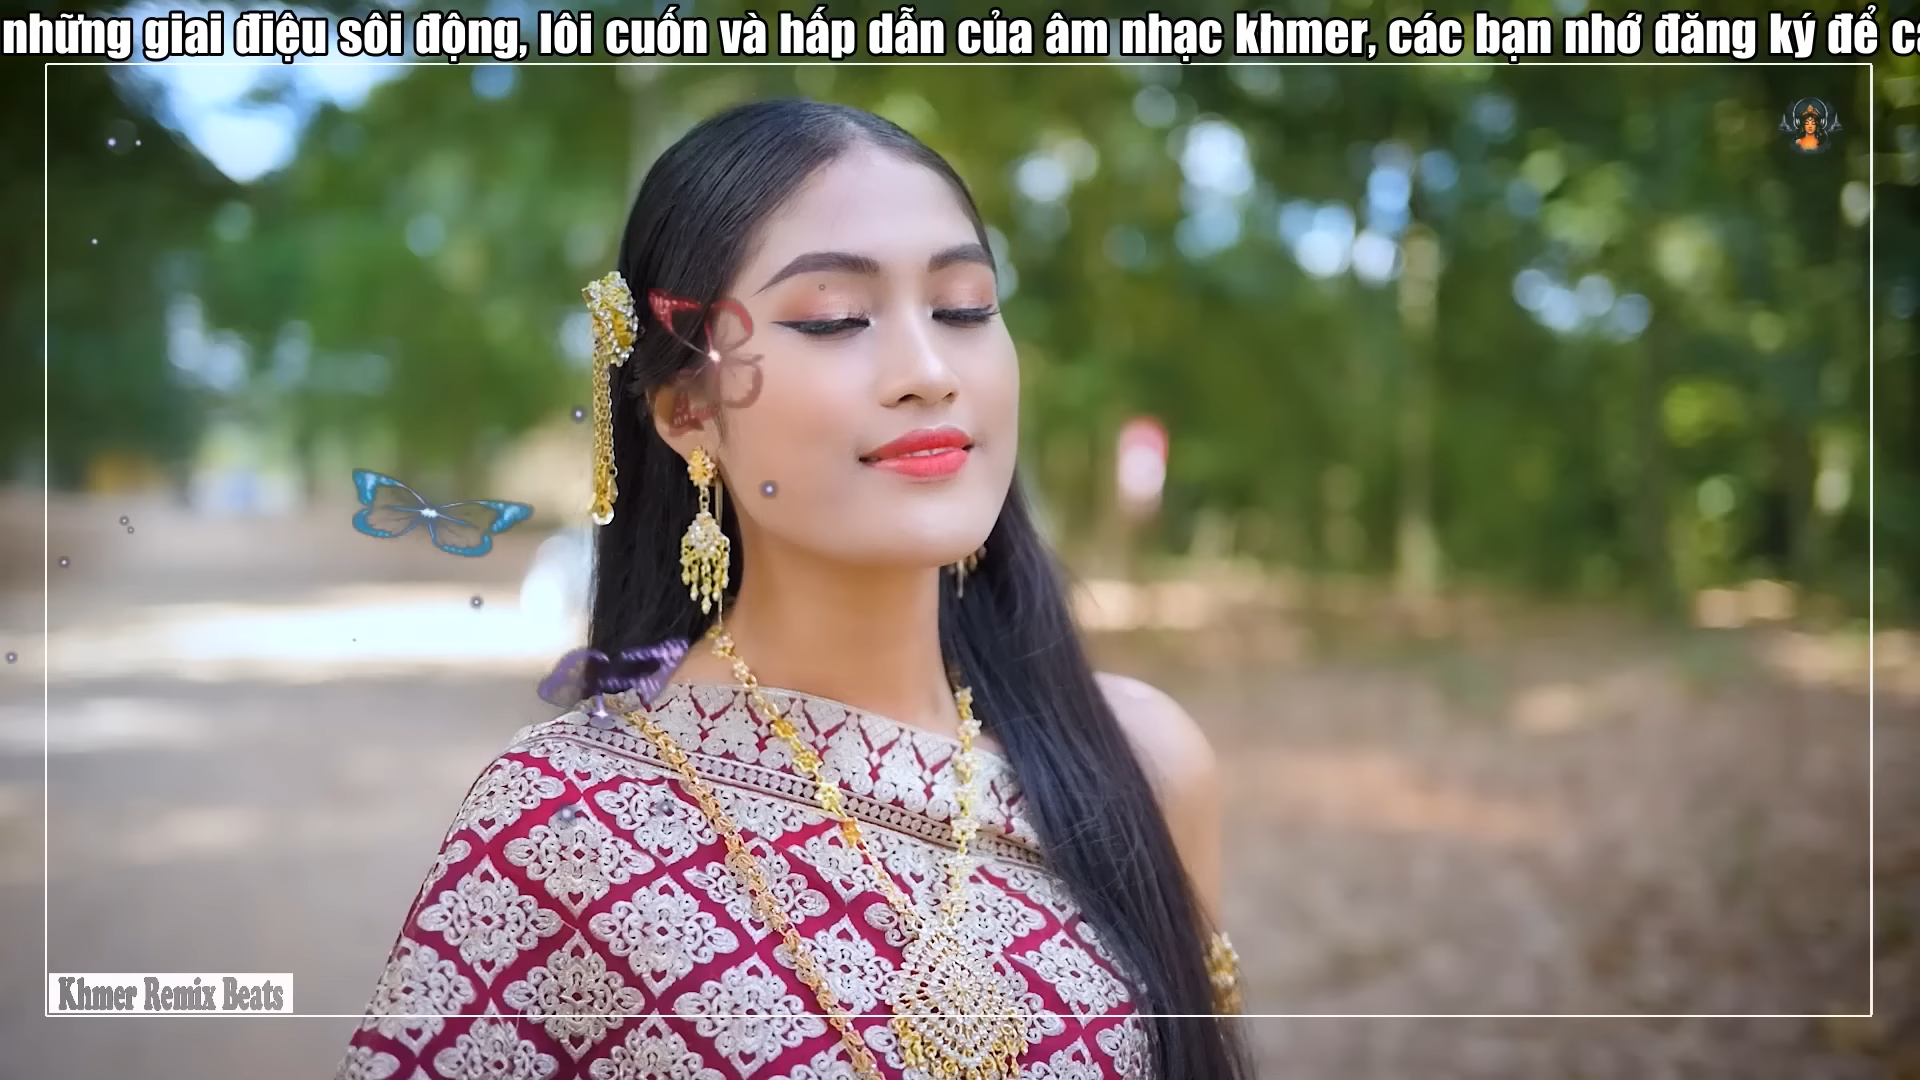 những giai điệu sôi động, lôi cuốn và hấp dẫn của âm nhạc khmer, các bạn nhớ đăng ký để
Khmer Remix Beats